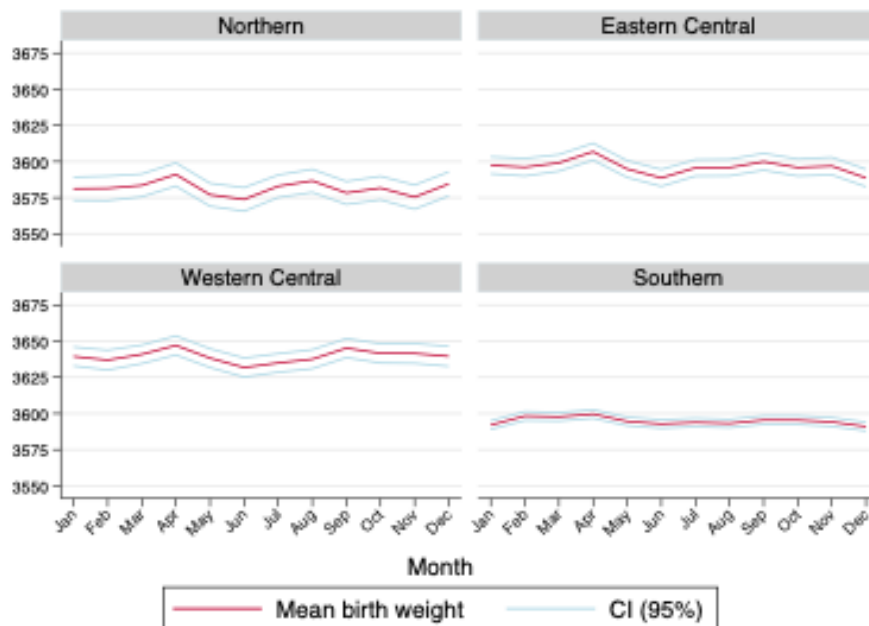 Northern Eastern Central
3675
3650
3625
3600
3575
3550
Western Central Southern
3675
3650
3625
3600
3575
3550
Jan Feb Mar Apr May Jun Jul Aug Sep Oct Nov Dec Jan Feb Mar Apr May Jun Jul Aug Sep Oct Nov Dec
Month
Mean birth weight CI (95%)